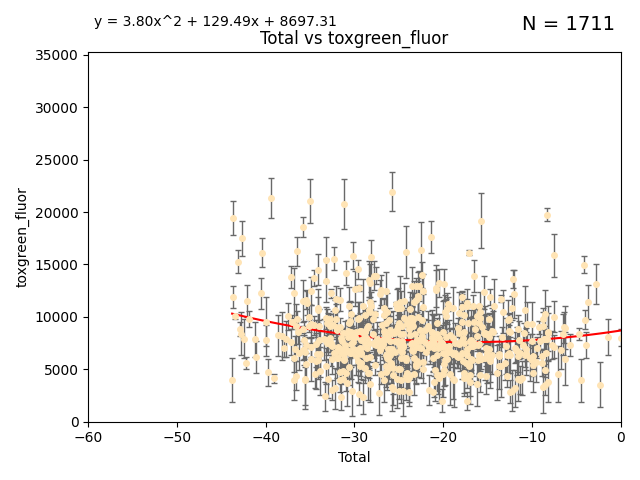 y = 3.80x^2 + 129.49x + 8697.31
N = 1711
Total vs toxgreen_fluor
35000
30000
25000
20000
15000
10000
5000
0
toxgreen_fluor
−60 −50 −40 −30 −20 −10 0
Total